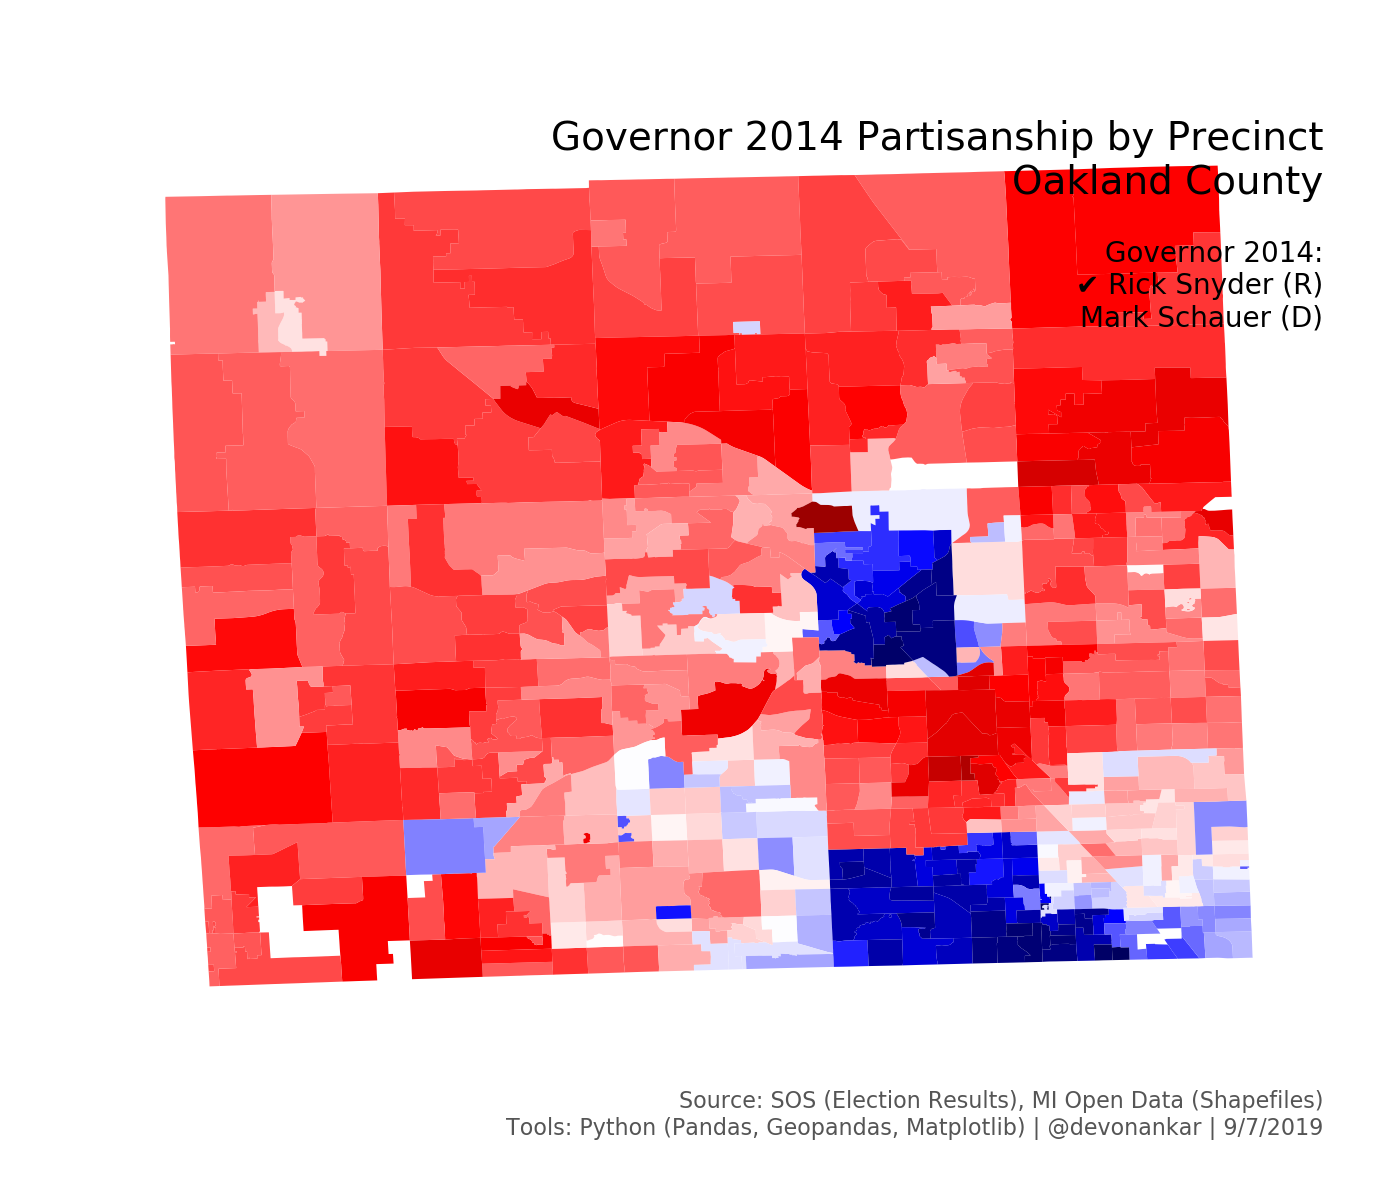 Governor 2014 Partisanship by Precinct
Oakland County
Governor 2014:
✔ Rick Snyder (R)
Mark Schauer (D)
Source: SOS (Election Results), MI Open Data (Shapefiles)
Tools: Python (Pandas, Geopandas, Matplotlib) | @devonankar | 9/7/2019